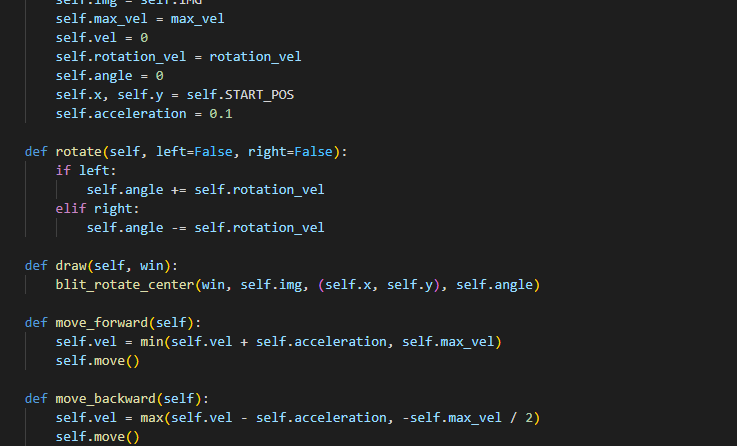 self.img = self.IMG
self.max_vel = max_vel
self.vel = 0
self.rotation_vel = rotation_vel
self.angle = 0
self.x, self.y = self.START_POS
self.acceleration = 0.1
def rotate(self, left=False, right=False):
if left:
self.angle += self.rotation_vel
elif right:
self.angle -= self.rotation_vel
def draw(self, win):
blit_rotate_center(win, self.img, (self.x, self.y), self.angle)
def move_forward(self):
self.vel = min(self.vel + self.acceleration, self.max_vel)
self.move()
def move_backward(self):
self.vel = max(self.vel - self.acceleration, -self.max_vel / 2)
self.move()